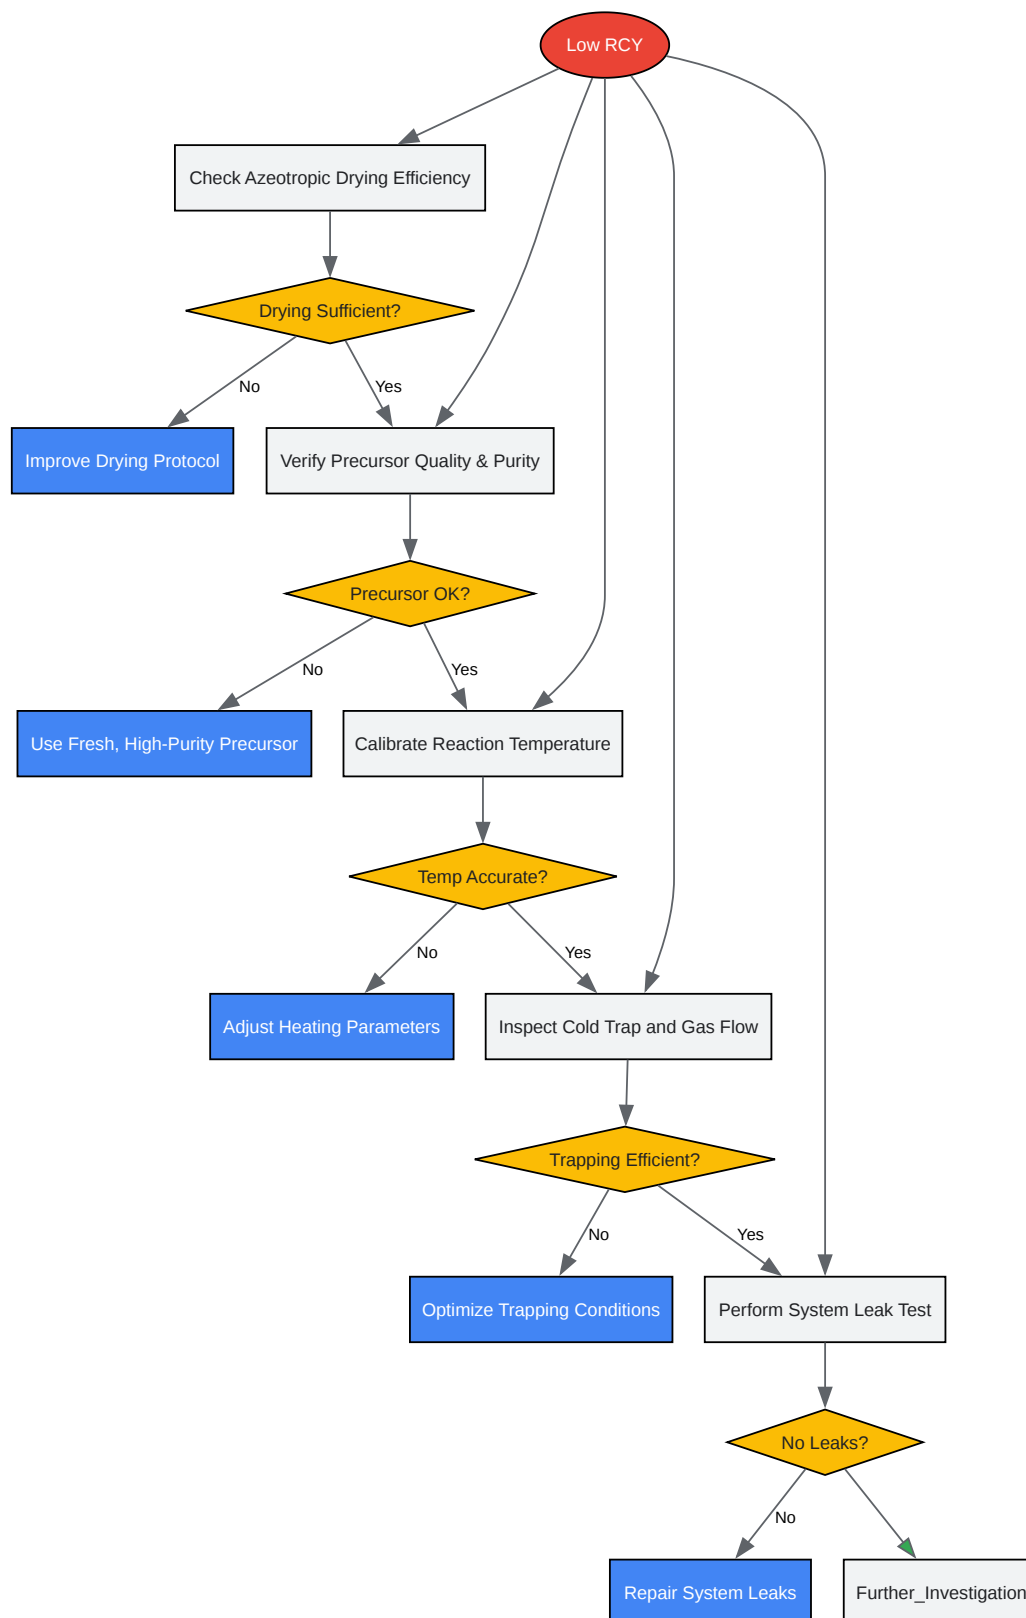 Low RCY
Check Azeotropic Drying Efficiency
Drying Sufficient?
No
Yes
Improve Drying Protocol
Verify Precursor Quality & Purity
Precursor OK?
No
Yes
Use Fresh, High-Purity Precursor
Calibrate Reaction Temperature
Temp Accurate?
No
Yes
Adjust Heating Parameters
Inspect Cold Trap and Gas Flow
Trapping Efficient?
No
Yes
Optimize Trapping Conditions
Perform System Leak Test
No Leaks?
No
Repair System Leaks
Further_Investigation